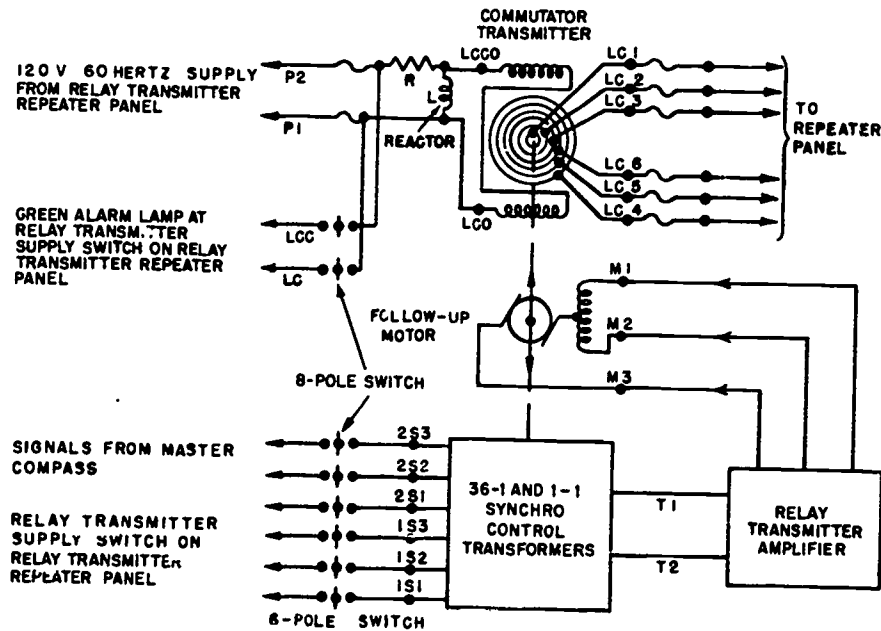 COMMUTATOR
TRANSMITTER
120 V 60 HERTZ SUPPLY
FROM RELAY TRANSMITTER
REPEATER PANEL
P2
P1
R
L
REACTOR
LCCO
LCO
LC 1
LC 2
LC 3
LC 6
LC 5
LC 4
TO
REPEATER
PANEL
GREEN ALARM LAMP AT
RELAY TRANSMITTER
SUPPLY SWITCH ON RELAY
TRANSMITTER REPEATER
PANEL
LCC
LC
FOLLOW-UP
MOTOR
M1
M2
M3
8-POLE SWITCH
SIGNALS FROM MASTER
COMPASS
RELAY TRANSMITTER
SUPPLY SWITCH ON
RELAY TRANSMITTER
REPEATER PANEL
2S3
2S2
2S1
1S3
1S2
1S1
6-POLE SWITCH
36-1 AND 1-1
SYNCHRO
CONTROL
TRANSFORMERS
T1
T2
RELAY
TRANSMITTER
AMPLIFIER